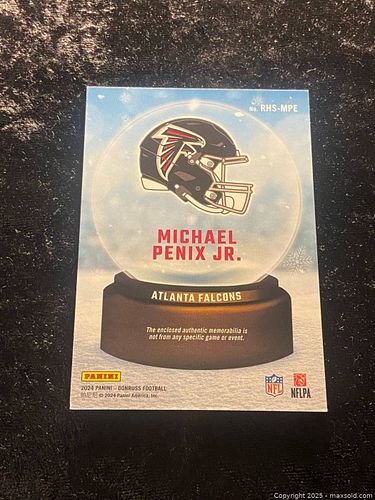 No. RHS-MPE
MICHAEL
PENIX JR.
ATLANTA FALCONS
The enclosed authentic memorabilia is
not from any specific game or event.
PANINI
2024 PANINI - DONRUSS FOOTBALL
© 2024 Panini America, Inc.
NFL
NFLPA
Copyright 2025 - maxsold.com